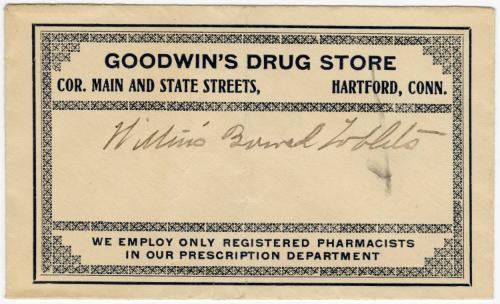 GOODWIN'S DRUG STORE
COR. MAIN AND STATE STREETS, HARTFORD, CONN.
Bowel Tablets
WE EMPLOY ONLY REGISTERED PHARMACISTS
IN OUR PRESCRIPTION DEPARTMENT